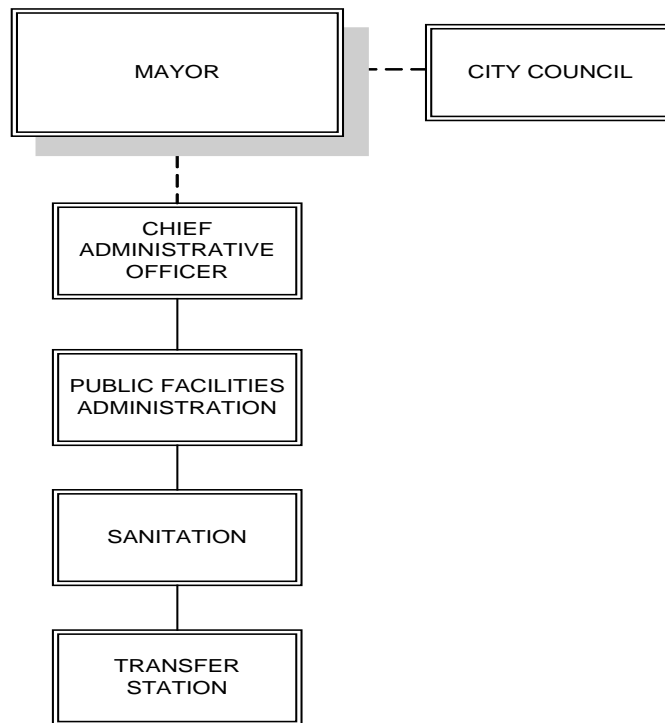 MAYOR
CITY COUNCIL
CHIEF
ADMINISTRATIVE
OFFICER
PUBLIC FACILITIES
ADMINISTRATION
SANITATION
TRANSFER
STATION